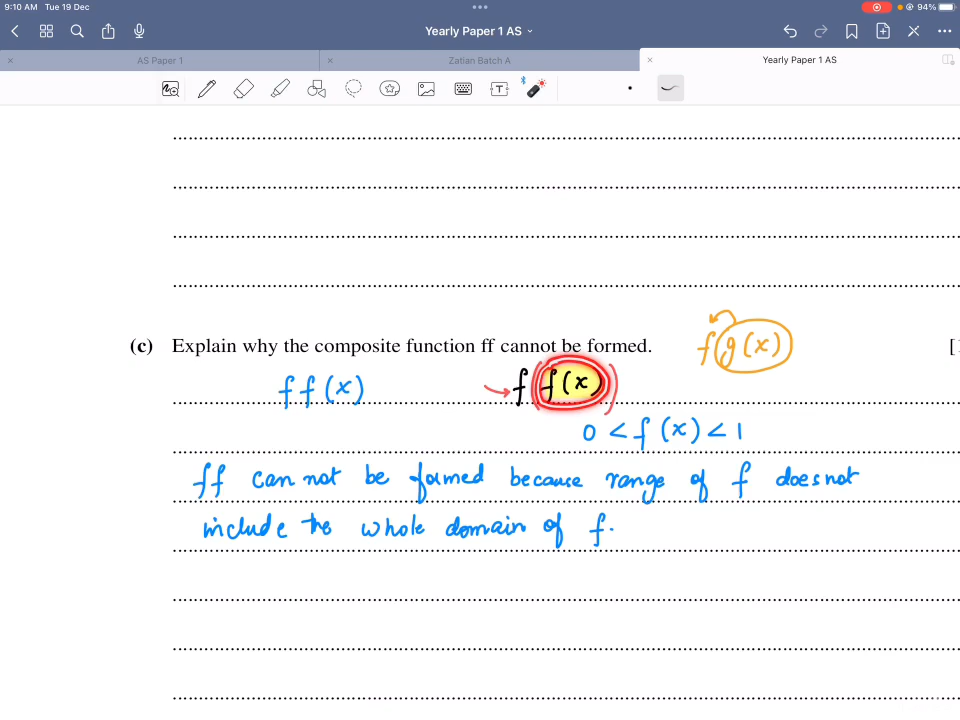 9:10 AM Tue 19 Dec
94%
Yearly Paper 1 AS
AS Paper 1
Zatian Batch A
Yearly Paper 1 AS
(c) Explain why the composite function ff cannot be formed.
fg(x)
ff(x)
f f(x)
0 < f(x) < 1
ff can not be formed because range of f does not
include the whole domain of f.